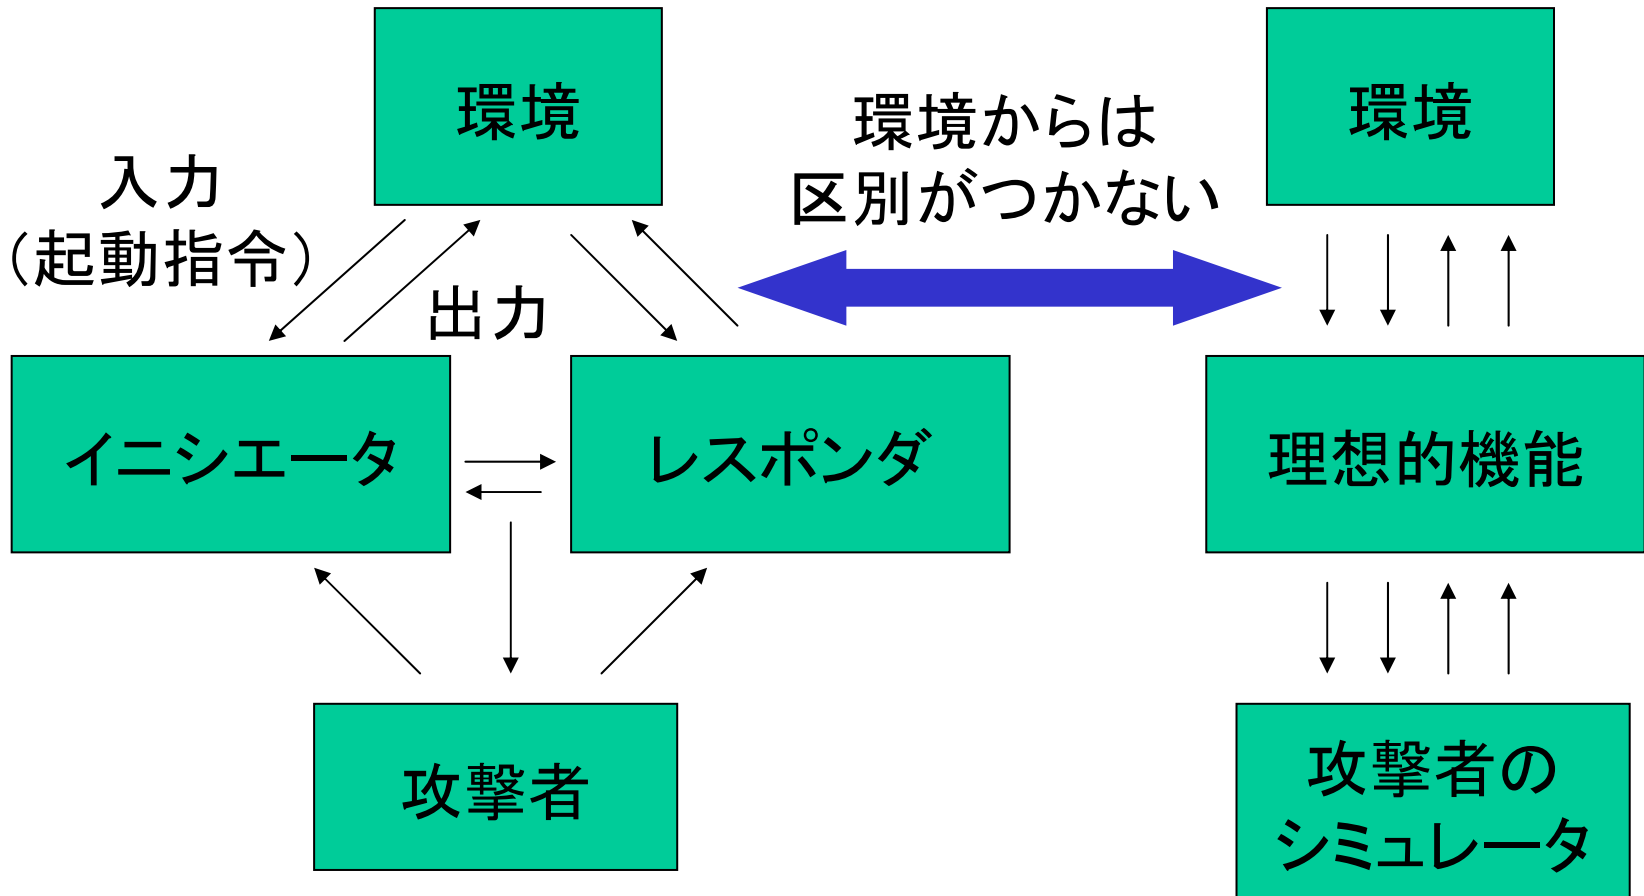 環境
環境
環境からは
区別がつかない
入力
（起動指令）
出力
イニシエータ
レスポンダ
理想的機能
攻撃者
攻撃者の
シミュレータ